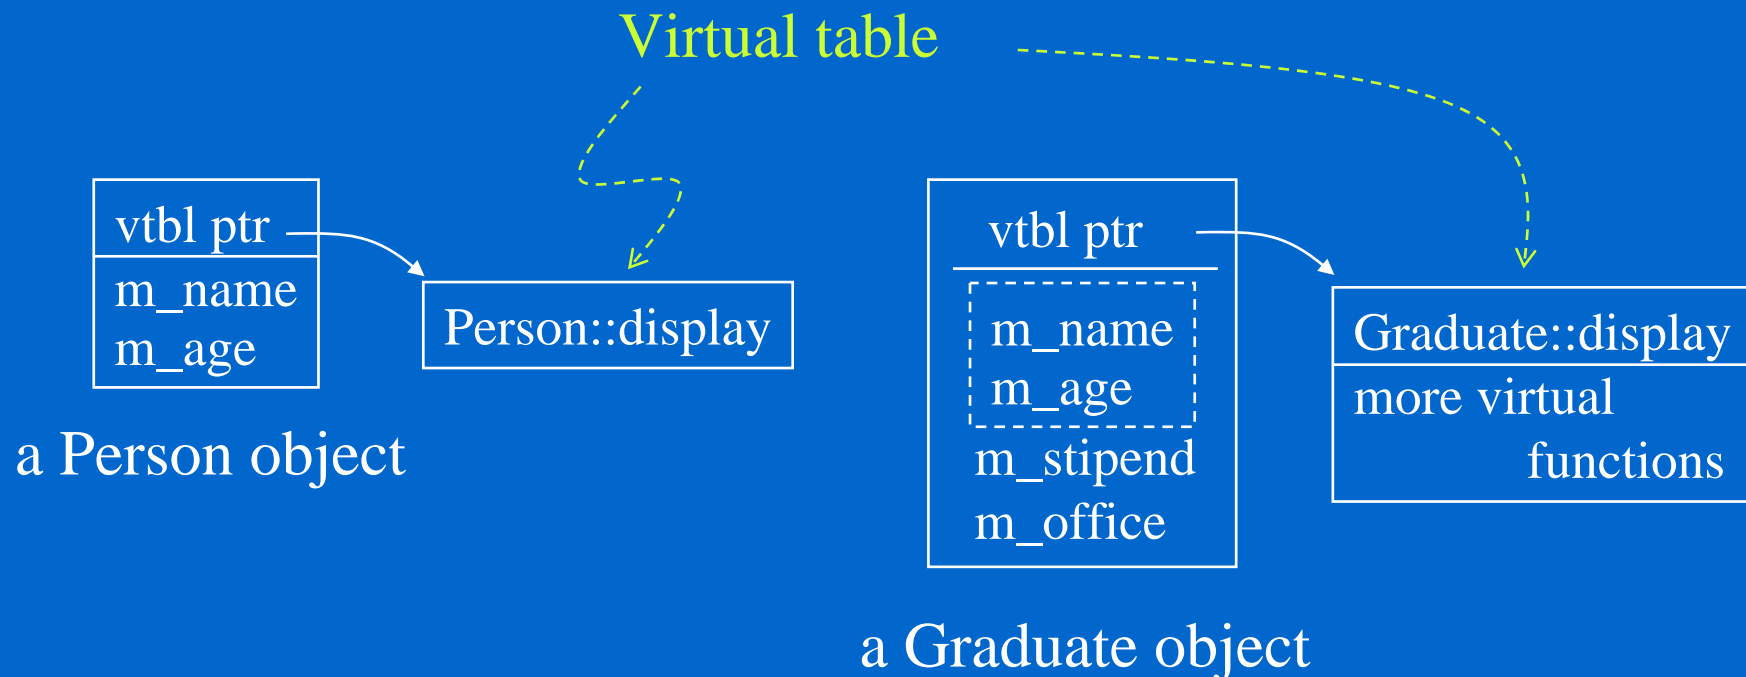 Virtual table
vtbl ptr
m_name
m_age
Person::display
a Person object
vtbl ptr
m_name
m_age
m_stipend
m_office
Graduate::display
more virtual
functions
a Graduate object